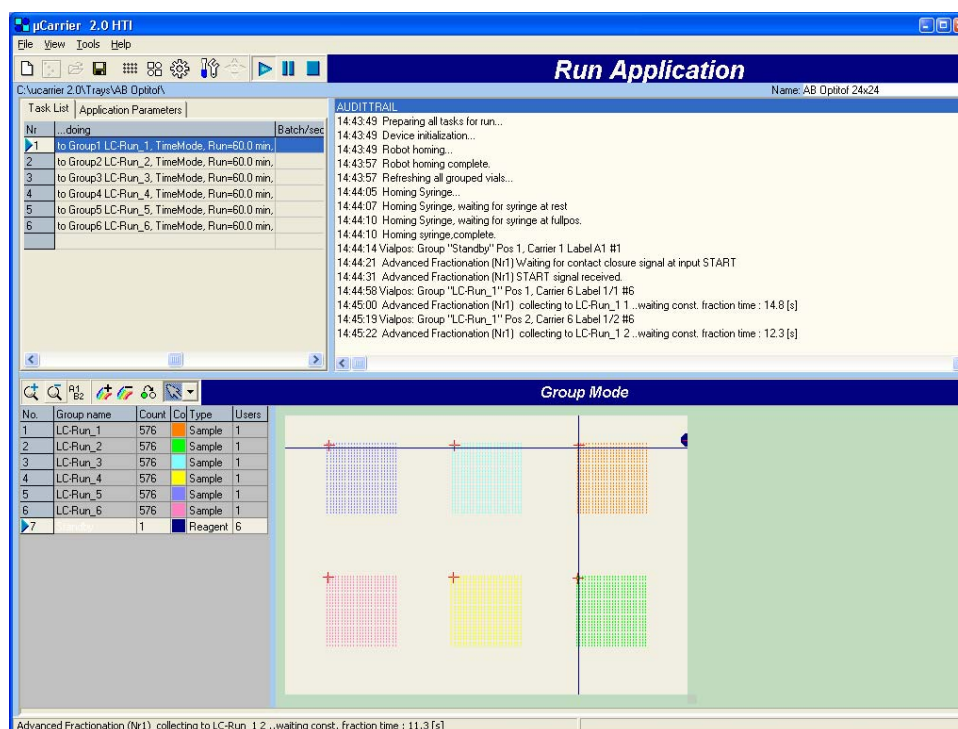 µCarrier 2.0 HTI
File View Tools Help
Run Application
C:\ucarrier 2.0\Trays\AB Optitof\
Name: AB Optitof 24x24
Task List Application Parameters
Nr ...doing Batch/sec
1 to Group1 LC-Run_1, TimeMode, Run=60.0 min,
2 to Group2 LC-Run_2, TimeMode, Run=60.0 min,
3 to Group3 LC-Run_3, TimeMode, Run=60.0 min,
4 to Group4 LC-Run_4, TimeMode, Run=60.0 min,
5 to Group5 LC-Run_5, TimeMode, Run=60.0 min,
6 to Group6 LC-Run_6, TimeMode, Run=60.0 min,
AUDITTRAIL
14:43:49 Preparing all tasks for run...
14:43:49 Device initialization...
14:43:49 Robot homing...
14:43:57 Robot homing complete.
14:43:57 Refreshing all grouped vials...
14:44:05 Homing Syringe...
14:44:07 Homing Syringe, waiting for syringe at rest
14:44:10 Homing Syringe, waiting for syringe at fullpos.
14:44:10 Homing syringe,complete.
14:44:14 Vialpos: Group "Standby" Pos 1, Carrier 1 Label A1 #1
14:44:21 Advanced Fractionation (Nr1) Waiting for contact closure signal at input START
14:44:31 Advanced Fractionation (Nr1) START signal received.
14:44:58 Vialpos: Group "LC-Run_1" Pos 1, Carrier 6 Label 1/1 #6
14:45:00 Advanced Fractionation (Nr1) collecting to LC-Run_1 1 ..waiting const. fraction time : 14.8 [s]
14:45:19 Vialpos: Group "LC-Run_1" Pos 2, Carrier 6 Label 1/2 #6
14:45:22 Advanced Fractionation (Nr1) collecting to LC-Run_1 2 ..waiting const. fraction time : 12.3 [s]
A1
B2
Group Mode
No. Group name Count Co Type Users
1 LC-Run_1 576 Sample 1
2 LC-Run_2 576 Sample 1
3 LC-Run_3 576 Sample 1
4 LC-Run_4 576 Sample 1
5 LC-Run_5 576 Sample 1
6 LC-Run_6 576 Sample 1
7 Standby 1 Reagent 6
Advanced Fractionation (Nr1) collecting to LC-Run_1 2 ..waiting const. fraction time : 11.3 [s]